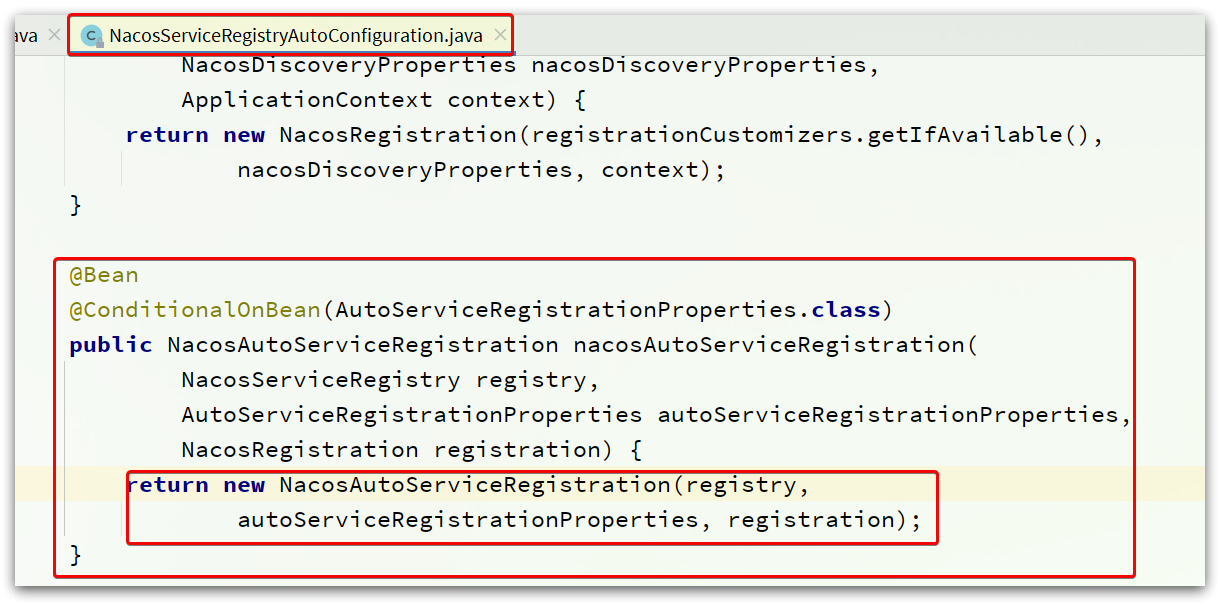 ava NacosServiceRegistryAutoConfiguration.java
NacosDiscoveryProperties nacosDiscoveryProperties,
ApplicationContext context) {
return new NacosRegistration(registrationCustomizers.getIfAvailable(),
nacosDiscoveryProperties, context);
}
@Bean
@ConditionalOnBean(AutoServiceRegistrationProperties.class)
public NacosAutoServiceRegistration nacosAutoServiceRegistration(
NacosServiceRegistry registry,
AutoServiceRegistrationProperties autoServiceRegistrationProperties,
NacosRegistration registration) {
return new NacosAutoServiceRegistration(registry,
autoServiceRegistrationProperties, registration);
}